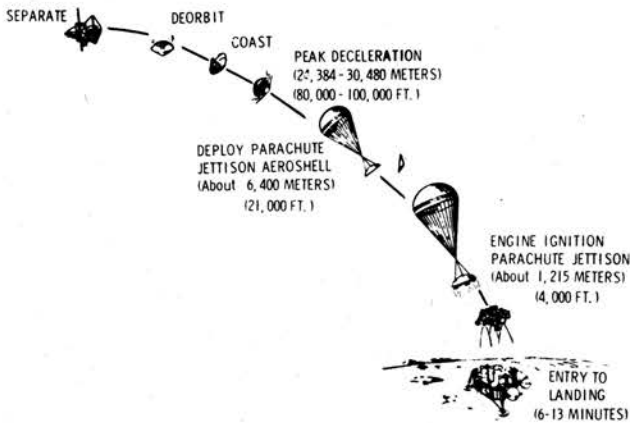 SEPARATE
DEORBIT
COAST
PEAK DECELERATION
(24, 384 - 30, 480 METERS)
(80, 000 - 100, 000 FT. )
DEPLOY PARACHUTE
JETTISON AEROSHELL
(About 6, 400 METERS)
(21, 000 FT. )
ENGINE IGNITION
PARACHUTE JETTISON
(About 1, 215 METERS)
(4, 000 FT. )
ENTRY TO
LANDING
(6-13 MINUTES)